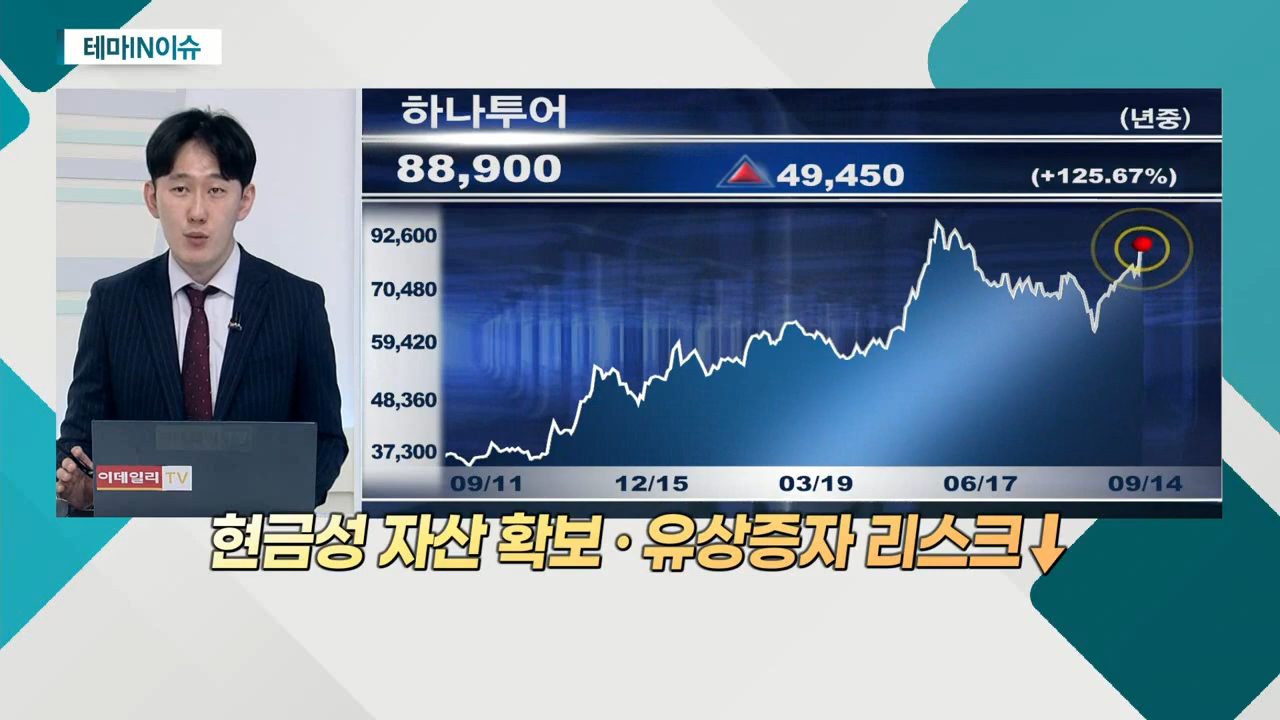 테마IN이슈
하나투어
(년중)
88,900
49,450
(+125.67%)
92,600
70,480
59,420
48,360
37,300
09/11
12/15
03/19
06/17
09/14
이데일리 TV
현금성 자산 확보·유상증자 리스크↓